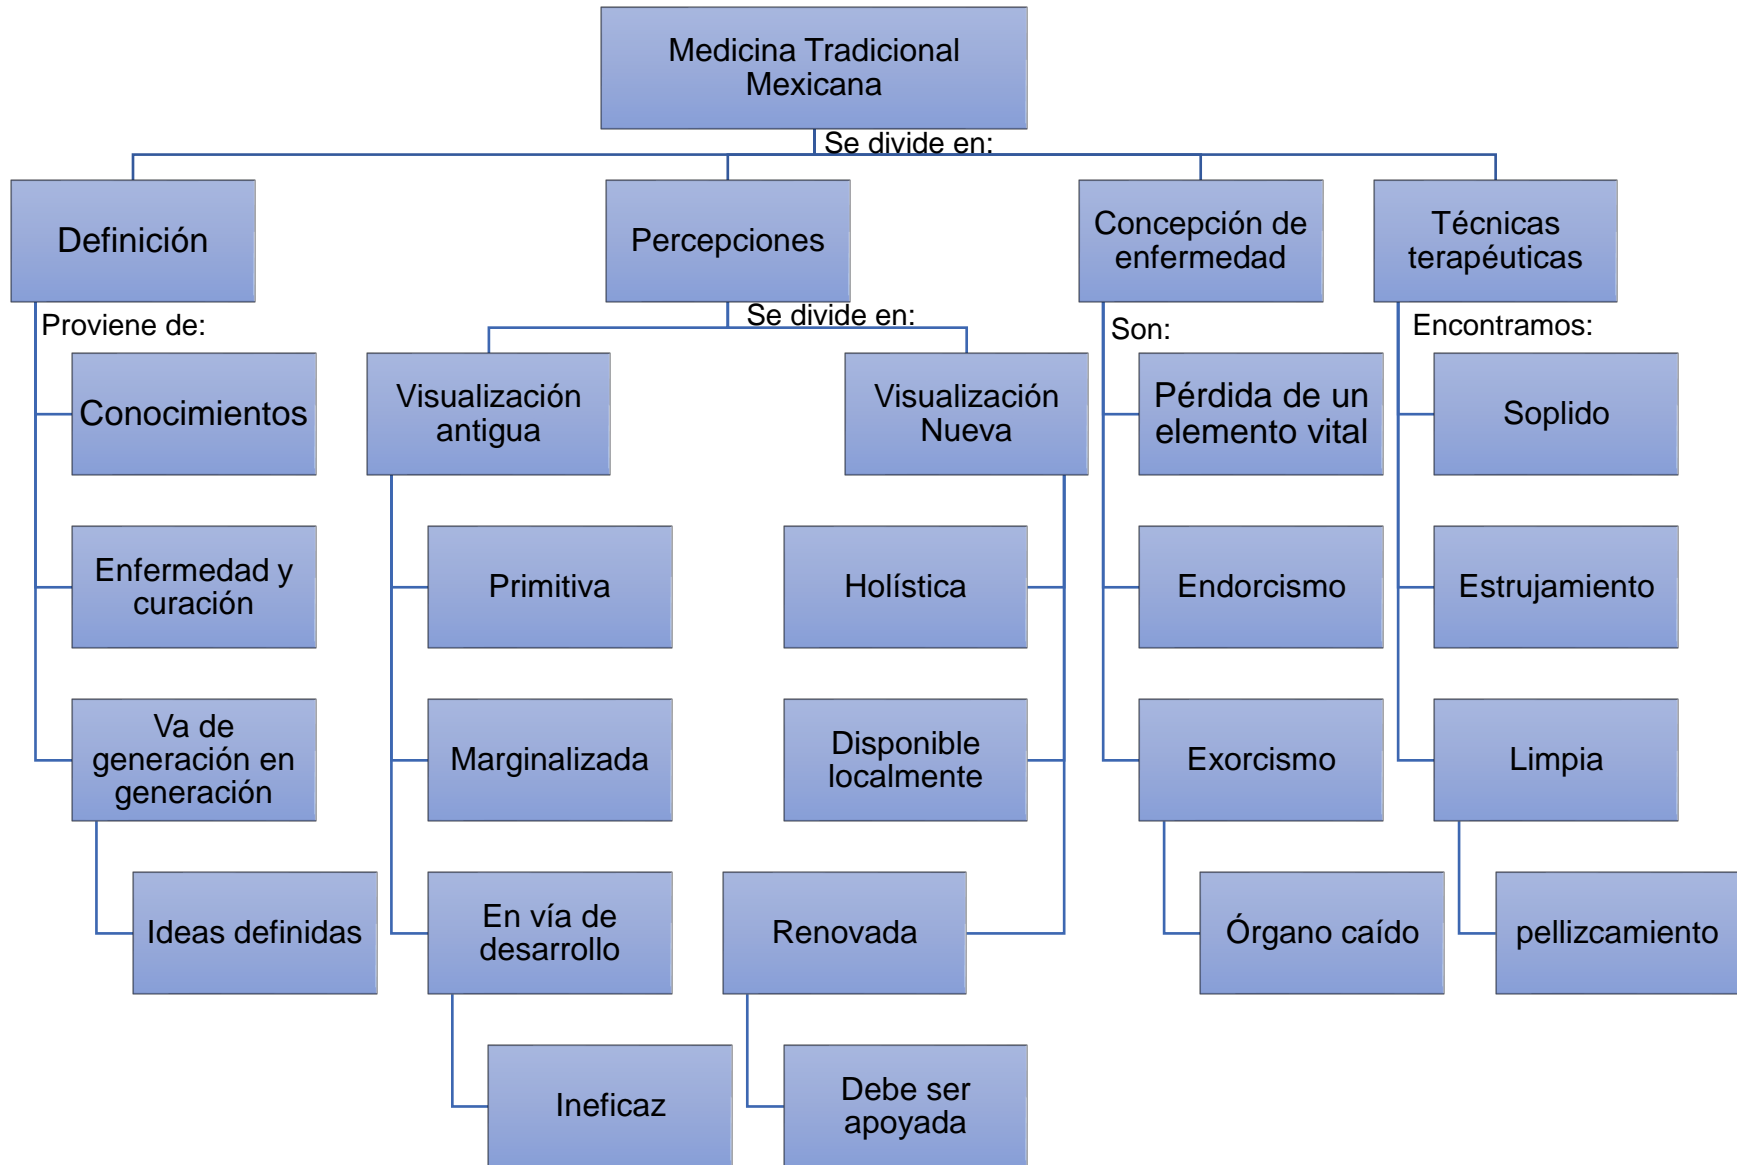 Medicina Tradicional
Mexicana
Se divide en:
Definición
Percepciones
Concepción de
enfermedad
Técnicas
terapéuticas
Proviene de:
Se divide en:
Son:
Encontramos:
Conocimientos
Visualización
antigua
Visualización
Nueva
Pérdida de un
elemento vital
Soplido
Enfermedad y
curación
Primitiva
Holística
Endorcismo
Estrujamiento
Va de
generación en
generación
Marginalizada
Disponible
localmente
Exorcismo
Limpia
Ideas definidas
En vía de
desarrollo
Renovada
Órgano caído
pellizcamiento
Ineficaz
Debe ser
apoyada